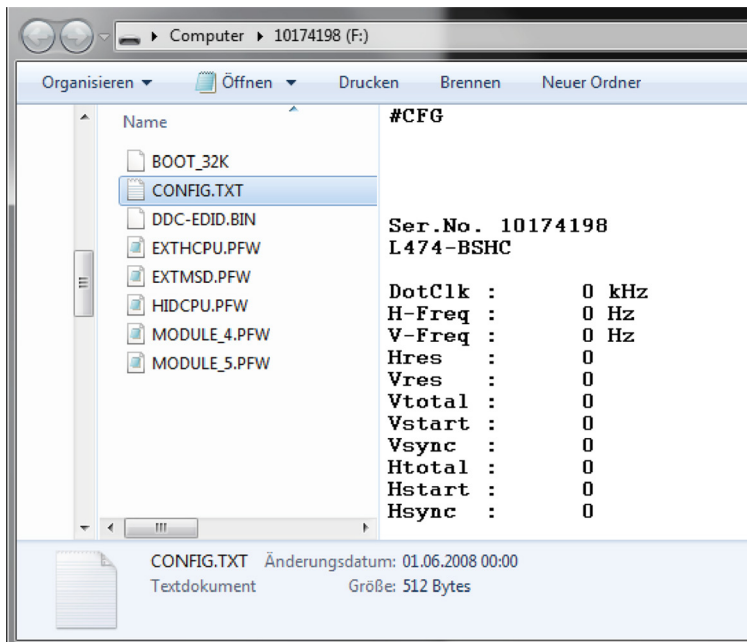 Computer 10174198 (F:)
Organisieren Öffnen Drucken Brennen Neuer Ordner
Name
BOOT_32K
CONFIG.TXT
DDC-EDID.BIN
EXTHCPU.PFW
EXTMSD.PFW
HIDCPU.PFW
MODULE_4.PFW
MODULE_5.PFW
#CFG
Ser.No. 10174198
L474-BSHC
DotClk : 0 kHz
H-Freq : 0 Hz
V-Freq : 0 Hz
Hres : 0
Vres : 0
Vtotal : 0
Vstart : 0
Vsync : 0
Htotal : 0
Hstart : 0
Hsync : 0
CONFIG.TXT Änderungsdatum: 01.06.2008 00:00
Textdokument Größe: 512 Bytes